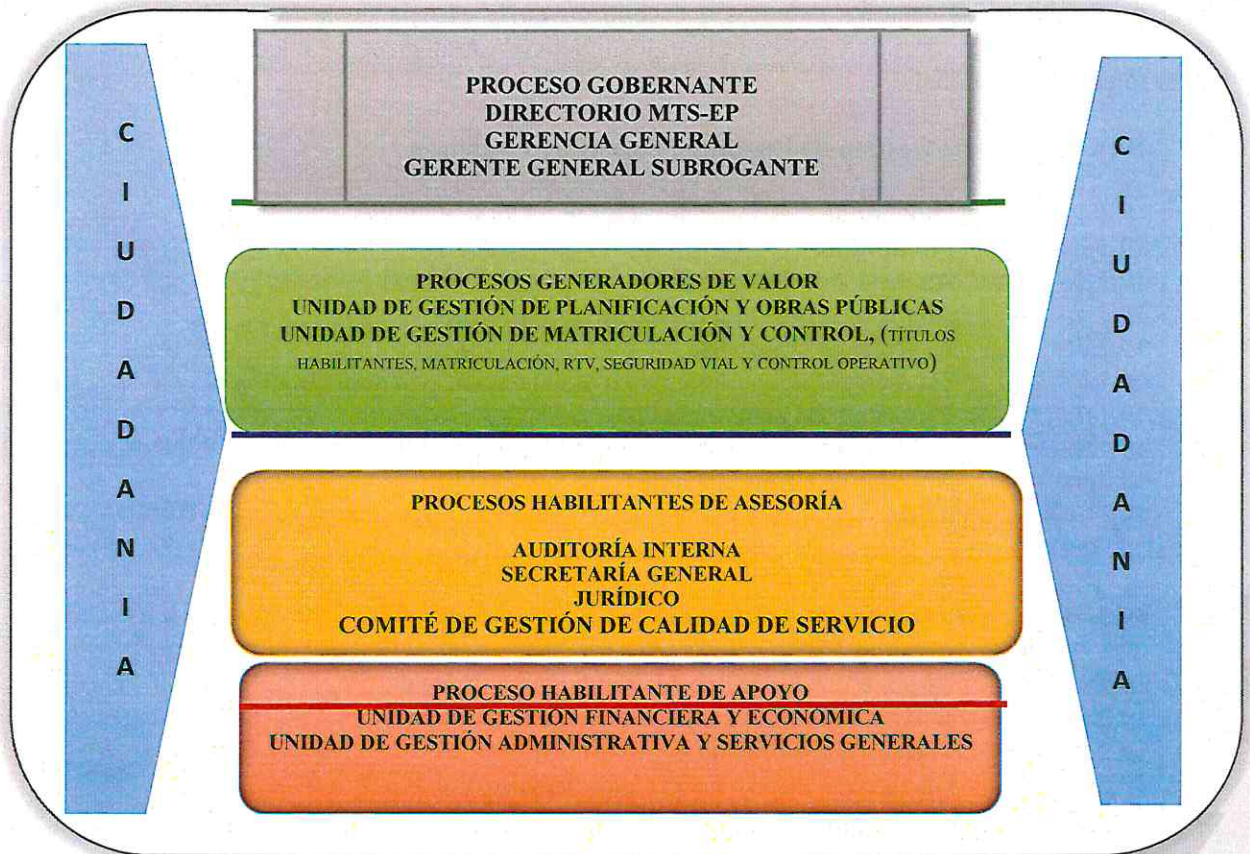 CIUDADANIA
PROCESO GOBERNANTE
DIRECTORIO MTS-EP
GERENCIA GENERAL
GERENTE GENERAL SUBROGANTE
PROCESOS GENERADORES DE VALOR
UNIDAD DE GESTIÓN DE PLANIFICACIÓN Y OBRAS PÚBLICAS
UNIDAD DE GESTIÓN DE MATRICULACIÓN Y CONTROL, (TÍTULOS
HABILITANTES, MATRICULACIÓN, RTV, SEGURIDAD VIAL Y CONTROL OPERATIVO)
PROCESOS HABILITANTES DE ASESORÍA
AUDITORÍA INTERNA
SECRETARÍA GENERAL
JURÍDICO
COMITÉ DE GESTIÓN DE CALIDAD DE SERVICIO
PROCESO HABILITANTE DE APOYO
UNIDAD DE GESTIÓN FINANCIERA Y ECONÓMICA
UNIDAD DE GESTIÓN ADMINISTRATIVA Y SERVICIOS GENERALES
CIUDADANIA